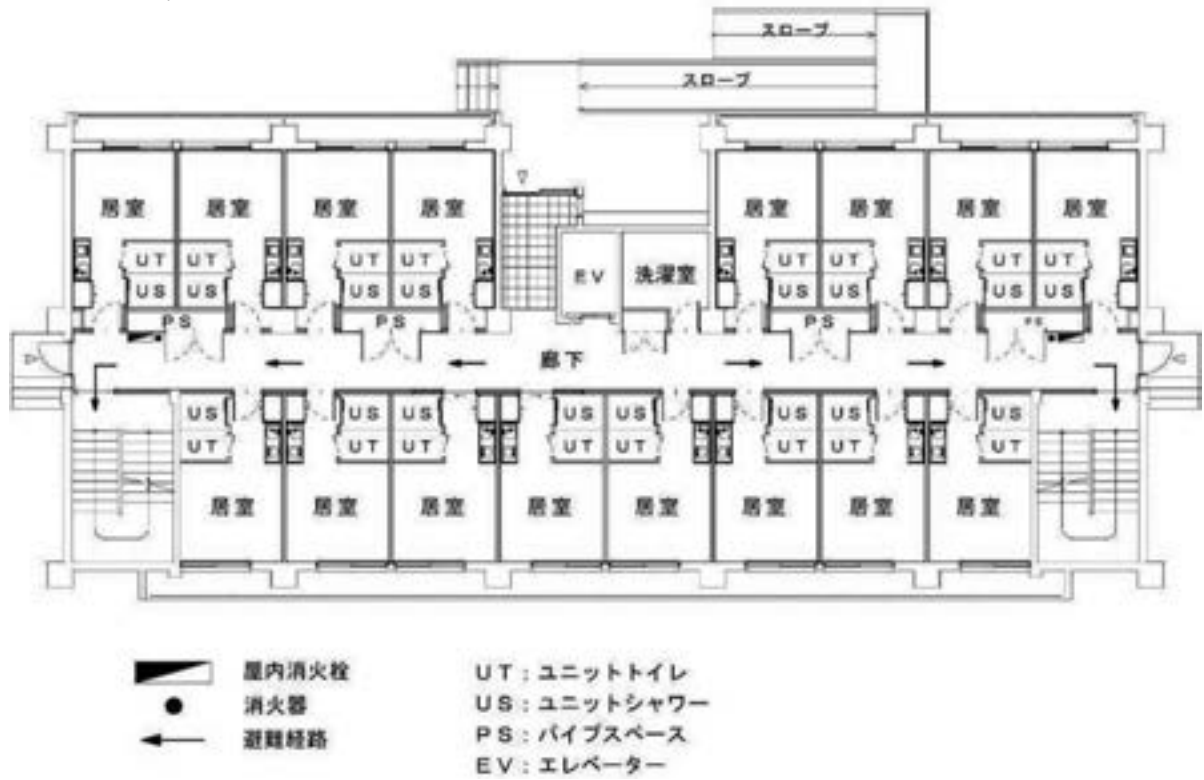 スロープ
スロープ
居室 居室 居室 居室 居室 居室 居室 居室
UT UT UT UT UT UT UT UT
US US US US EV 洗濯室 US US US US
PS PS PS PS
廊下
US US US US US US US US
UT UT UT UT UT UT UT UT
居室 居室 居室 居室 居室 居室 居室 居室
屋内消火栓 UT:ユニットトイレ
消火器 US:ユニットシャワー
避難経路 PS:パイプスペース
EV:エレベーター